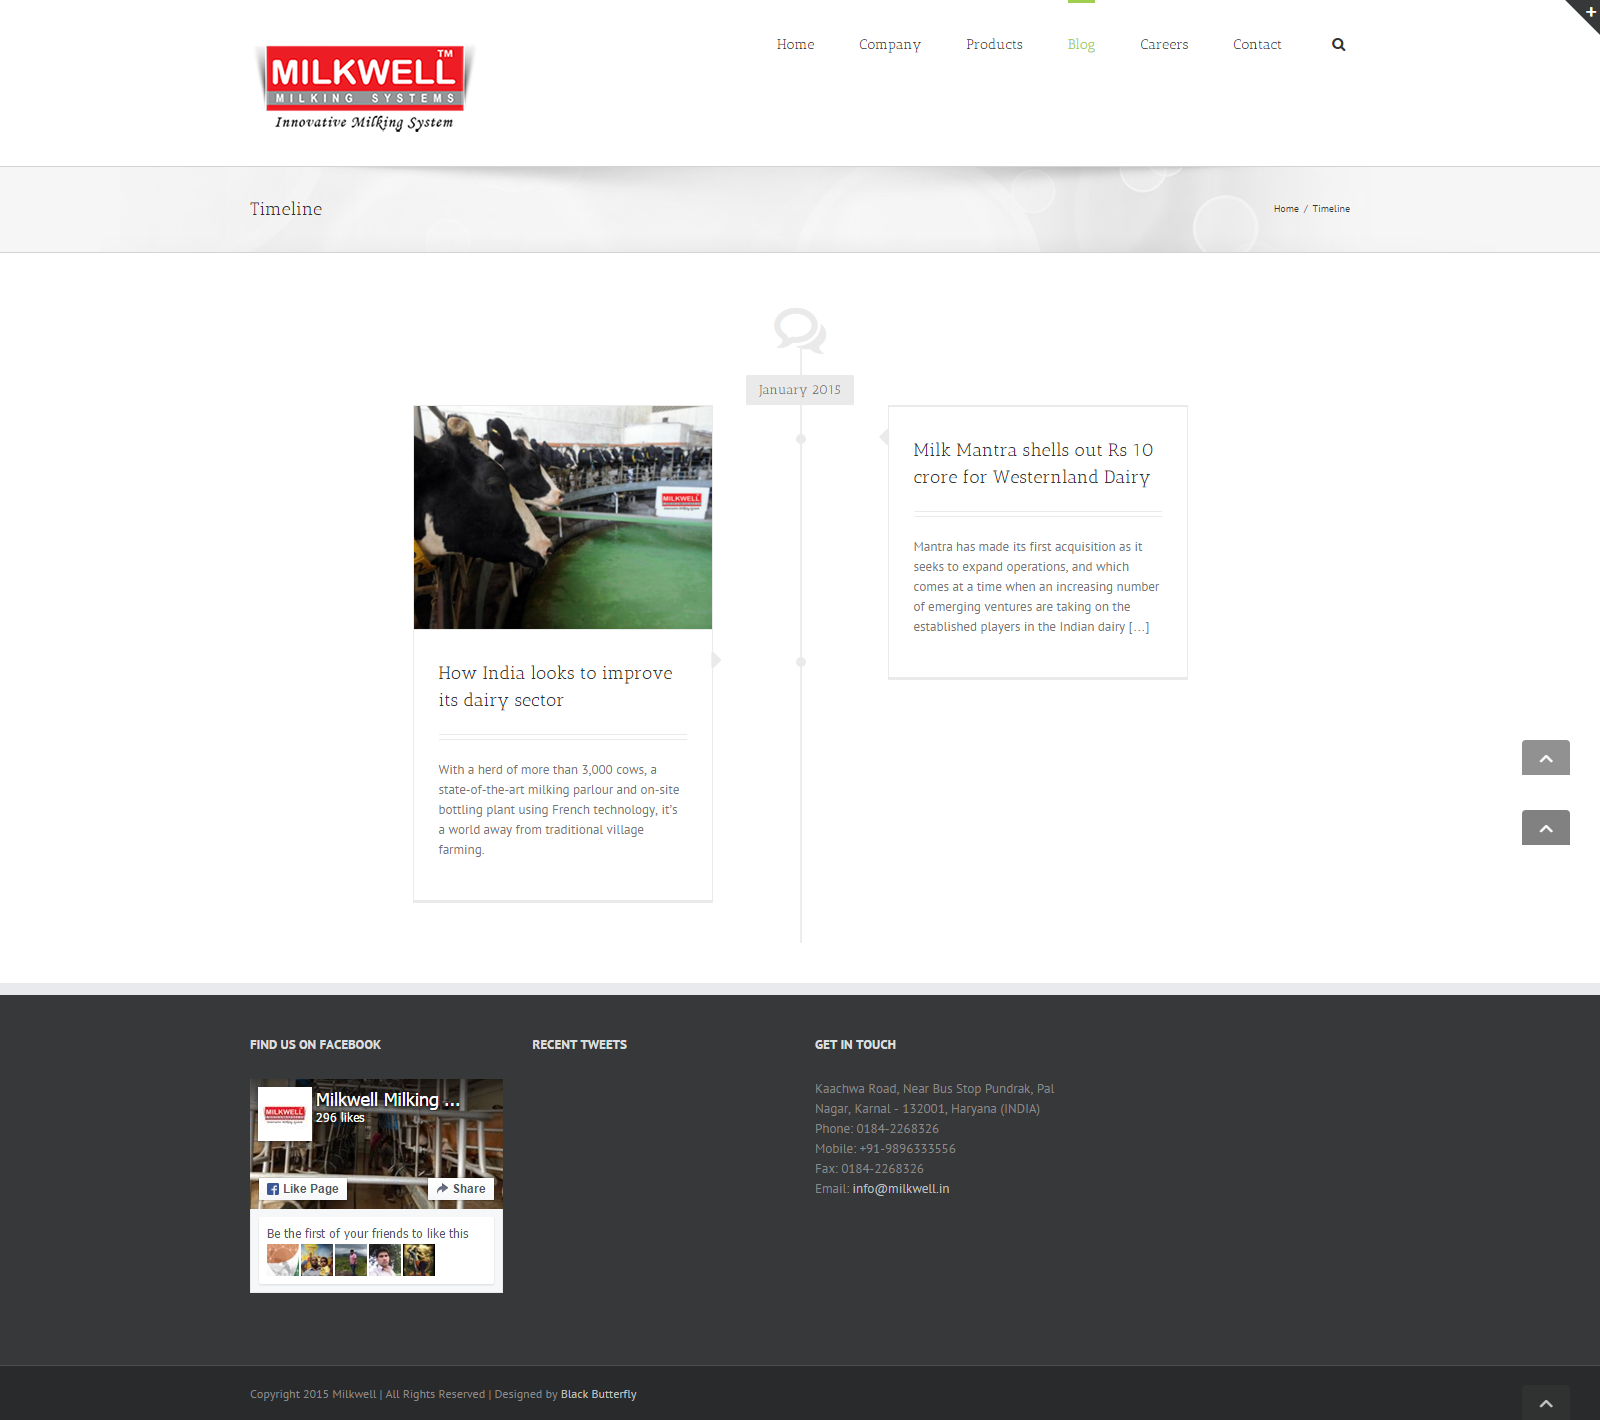 MILKWELL TM
MILKING SYSTEMS
Innovative Milking System
Home
Company
Products
Blog
Careers
Contact
Timeline
Home / Timeline
January 2015
MILKWELL
How India looks to improve
its dairy sector
With a herd of more than 3,000 cows, a
state-of-the-art milking parlour and on-site
bottling plant using French technology, it's
a world away from traditional village
farming.
Milk Mantra shells out Rs 10
crore for Westernland Dairy
Mantra has made its first acquisition as it
seeks to expand operations, and which
comes at a time when an increasing number
of emerging ventures are taking on the
established players in the Indian dairy [...]
FIND US ON FACEBOOK
MILKWELL
Milkwell Milking ...
296 likes
Like Page
Share
Be the first of your friends to like this
RECENT TWEETS
GET IN TOUCH
Kaachwa Road, Near Bus Stop Pundrak, Pal
Nagar, Karnal - 132001, Haryana (INDIA)
Phone: 0184-2268326
Mobile: +91-9896333556
Fax: 0184-2268326
Email: info@milkwell.in
Copyright 2015 Milkwell | All Rights Reserved | Designed by Black Butterfly